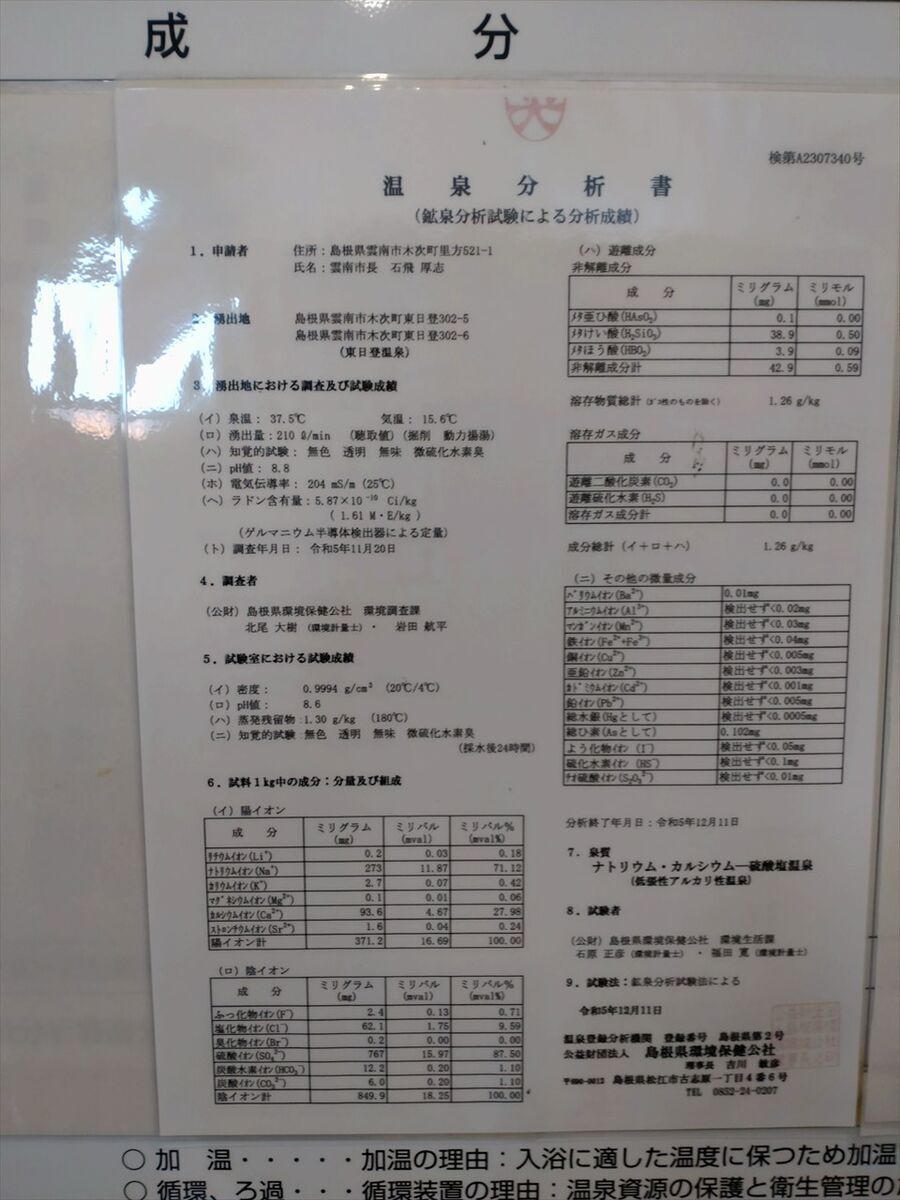 成分
検第A2307340号
温泉分析書
(鉱泉分析試験による分析成績)
1．申請者 住所：島根県雲南市木次町里方521-1
氏名：雲南市長 石飛 厚志
湧出地 島根県雲南市木次町東日登302-5
島根県雲南市木次町東日登302-6
(東日登温泉)
3．湧出地における調査及び試験成績
(イ) 泉温： 37.5℃ 気温： 15.6℃
(ロ) 湧出量：210 ℓ/min (聴取値) (掘削 動力揚湯)
(ハ) 知覚的試験： 無色 透明 無味 微硫化水素臭
(ニ) pH値： 8.8
(ホ) 電気伝導率： 204 mS/m (25℃)
(ヘ) ラドン含有量：5.87×10⁻¹⁰ Ci/kg
( 1.61 M・E/kg )
(ゲルマニウム半導体検出器による定量)
(ト) 調査年月日： 令和5年11月20日
4．調査者
(公財) 島根県環境保健公社 環境調査課
北尾 大樹 (環境計量士) ・ 岩田 航平
5．試験室における試験成績
(イ) 密度： 0.9994 g/cm³ (20℃/4℃)
(ロ) pH値： 8.6
(ハ) 蒸発残留物：1.30 g/kg (180℃)
(ニ) 知覚的試験：無色 透明 無味 微硫化水素臭
(採水後24時間)
6．試料1kg中の成分：分量及び組成
(イ) 陽イオン
成分 ミリグラム(mg) ミリバル(mval) ミリバル%(mval%)
リチウムイオン(Li⁺) 0.2 0.03 0.18
ナトリウムイオン(Na⁺) 273 11.87 71.12
カリウムイオン(K⁺) 2.7 0.07 0.42
マグネシウムイオン(Mg²⁺) 0.1 0.01 0.06
カルシウムイオン(Ca²⁺) 93.6 4.67 27.98
ストロンチウムイオン(Sr²⁺) 1.6 0.04 0.24
陽イオン計 371.2 16.69 100.00
(ロ) 陰イオン
成分 ミリグラム(mg) ミリバル(mval) ミリバル%(mval%)
ふっ化物イオン(F⁻) 2.4 0.13 0.71
塩化物イオン(Cl⁻) 62.1 1.75 9.59
臭化物イオン(Br⁻) 0.2 0.00 0.00
硫酸イオン(SO₄²⁻) 767 15.97 87.50
炭酸水素イオン(HCO₃⁻) 12.2 0.20 1.10
炭酸イオン(CO₃²⁻) 6.0 0.20 1.10
陰イオン計 849.9 18.25 100.00
(ハ) 遊離成分
非解離成分
成分 ミリグラム(mg) ミリモル(mmol)
メタ亜ひ酸(HAsO₂) 0.1 0.00
メタけい酸(H₂SiO₃) 38.9 0.50
メタほう酸(HBO₂) 3.9 0.09
非解離成分計 42.9 0.59
溶存物質総計 (ガス性のものを除く) 1.26 g/kg
溶存ガス成分
成分 ミリグラム(mg) ミリモル(mmol)
遊離二酸化炭素(CO₂) 0.0 0.00
遊離硫化水素(H₂S) 0.0 0.00
溶存ガス成分計 0.0 0.00
成分総計 (イ+ロ+ハ) 1.26 g/kg
(ニ) その他の微量成分
バリウムイオン(Ba²⁺) 0.01mg
アルミニウムイオン(Al³⁺) 検出せず<0.02mg
マンガンイオン(Mn²⁺) 検出せず<0.03mg
鉄イオン(Fe²⁺+Fe³⁺) 検出せず<0.04mg
銅イオン(Cu²⁺) 検出せず<0.005mg
亜鉛イオン(Zn²⁺) 検出せず<0.003mg
カドミウムイオン(Cd²⁺) 検出せず<0.001mg
鉛イオン(Pb²⁺) 検出せず<0.005mg
総水銀(Hgとして) 検出せず<0.0005mg
総ひ素(Asとして) 0.102mg
よう化物イオン(I⁻) 検出せず<0.05mg
硫化水素イオン(HS⁻) 検出せず<0.1mg
チオ硫酸イオン(S₂O₃²⁻) 検出せず<0.01mg
分析終了年月日：令和5年12月11日
7．泉質
ナトリウム・カルシウム―硫酸塩温泉
(低張性アルカリ性温泉)
8．試験者
(公財) 島根県環境保健公社 環境生活課
石原 正彦 (環境計量士) ・ 福田 寛 (環境計量士)
9．試験法：鉱泉分析試験法による
令和5年12月11日
温泉登録分析機関 登録番号 島根県第2号
公益財団法人 島根県環境保健公社
理事長 吉川 敏彦
〒690-0012 島根県松江市古志原一丁目4番6号
TEL 0852-24-0207
○ 加 温・・・・・加温の理由：入浴に適した温度に保つため加温
○ 循環、ろ過・・・循環装置の理由：温泉資源の保護と衛生管理の